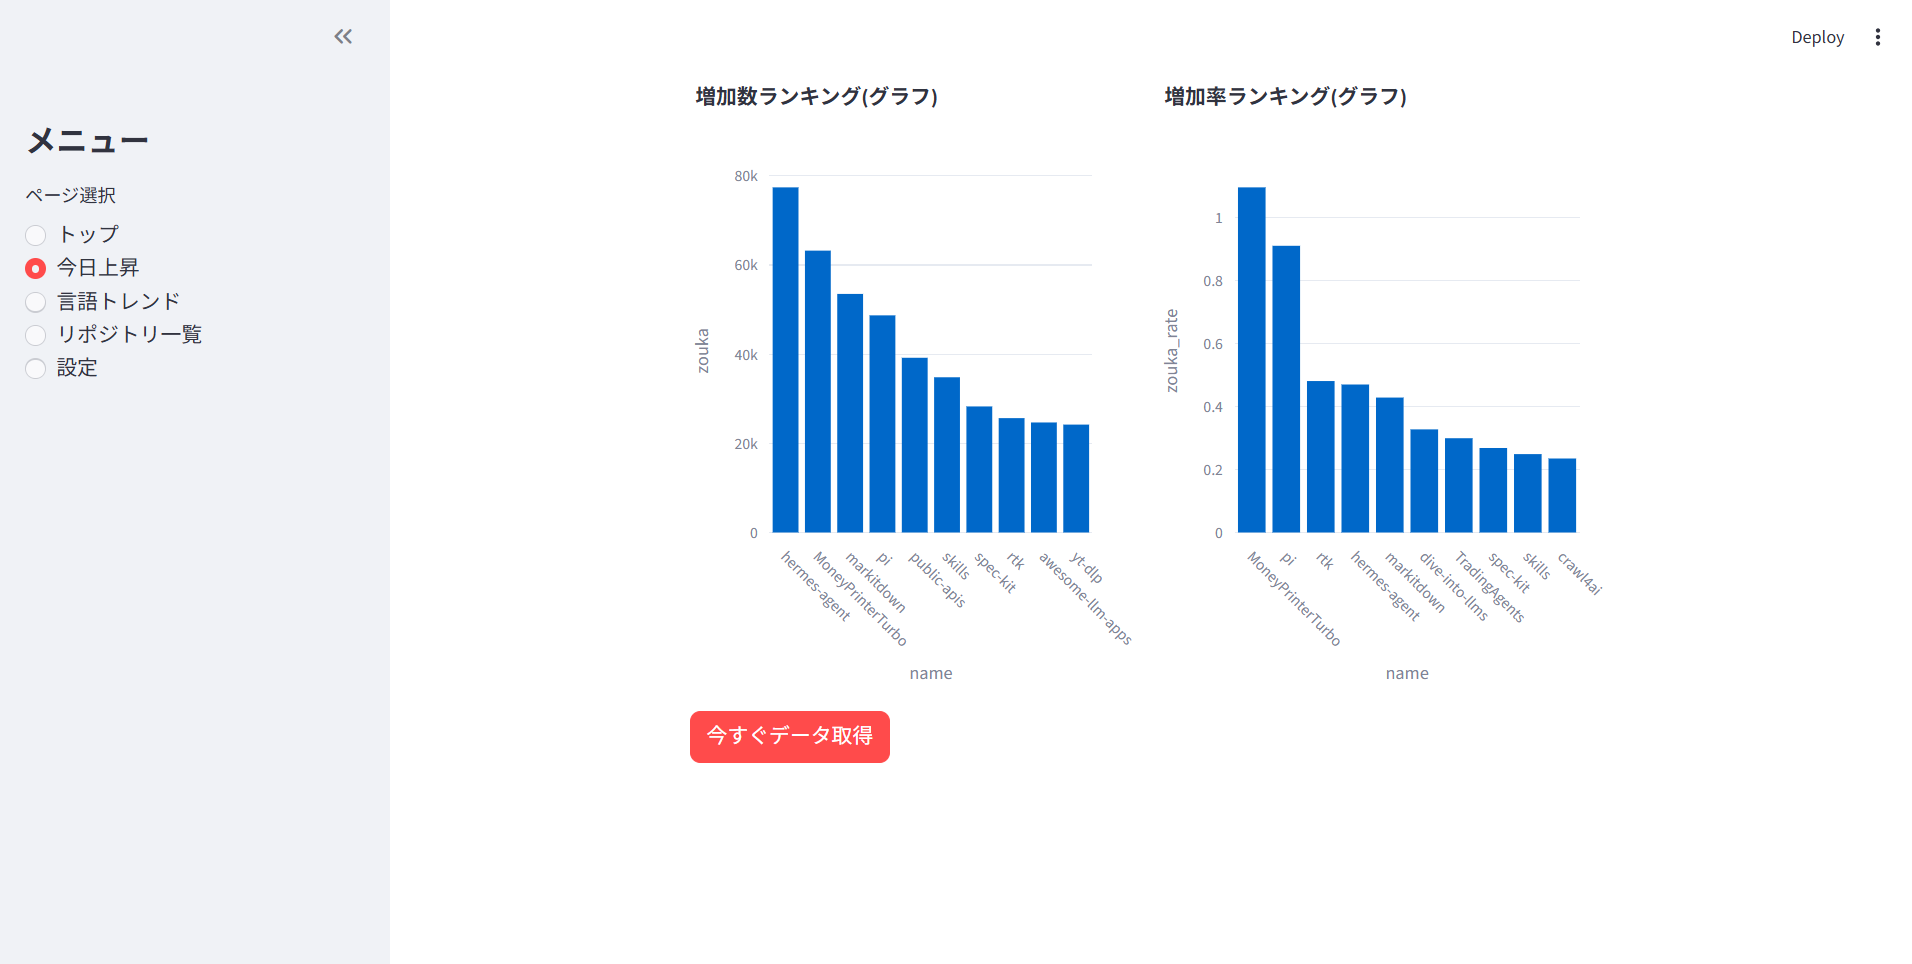 Deploy
メニュー
ページ選択
トップ
今日上昇
言語トレンド
リポジトリ一覧
設定
増加数ランキング(グラフ)
80k
60k
40k
20k
0
zouka
hermes-agent
MoneyPrinterTurbo
markitdown
pi
public-apis
skills
spec-kit
rtk
awesome-llm-apps
yt-dlp
name
増加率ランキング(グラフ)
1
0.8
0.6
0.4
0.2
0
zouka_rate
MoneyPrinterTurbo
pi
rtk
hermes-agent
markitdown
dive-into-llms
TradingAgents
spec-kit
skills
crawl4ai
name
今すぐデータ取得